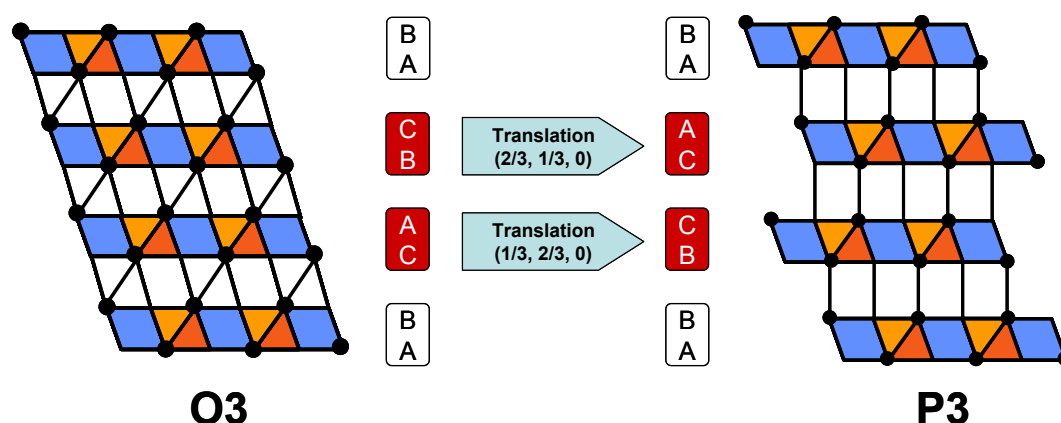 B
A
B
A
C
B
Translation
(2/3, 1/3, 0)
A
C
A
C
Translation
(1/3, 2/3, 0)
C
B
B
A
B
A
O3
P3